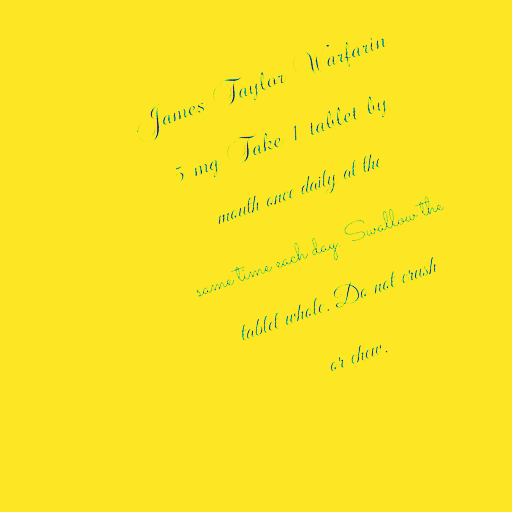 James Taylor Warfarin
5 mg Take 1 tablet by
mouth once daily at the
same time each day. Swallow the
tablet whole. Do not crush
or chew.